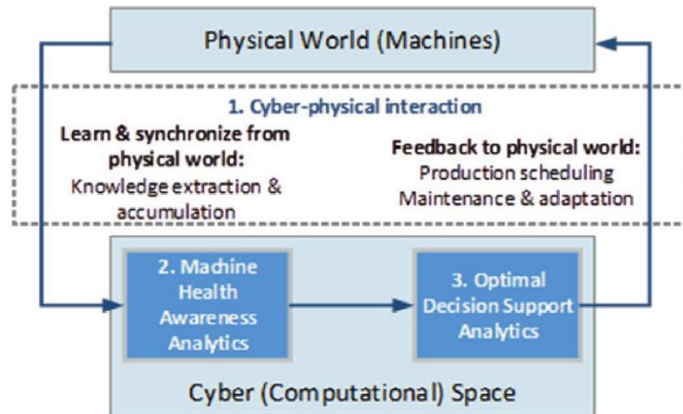 Physical World (Machines)
1. Cyber-physical interaction
Learn & synchronize from
physical world:
Knowledge extraction &
accumulation
Feedback to physical world:
Production scheduling
Maintenance & adaptation
2. Machine
Health
Awareness
Analytics
3. Optimal
Decision Support
Analytics
Cyber (Computational) Space